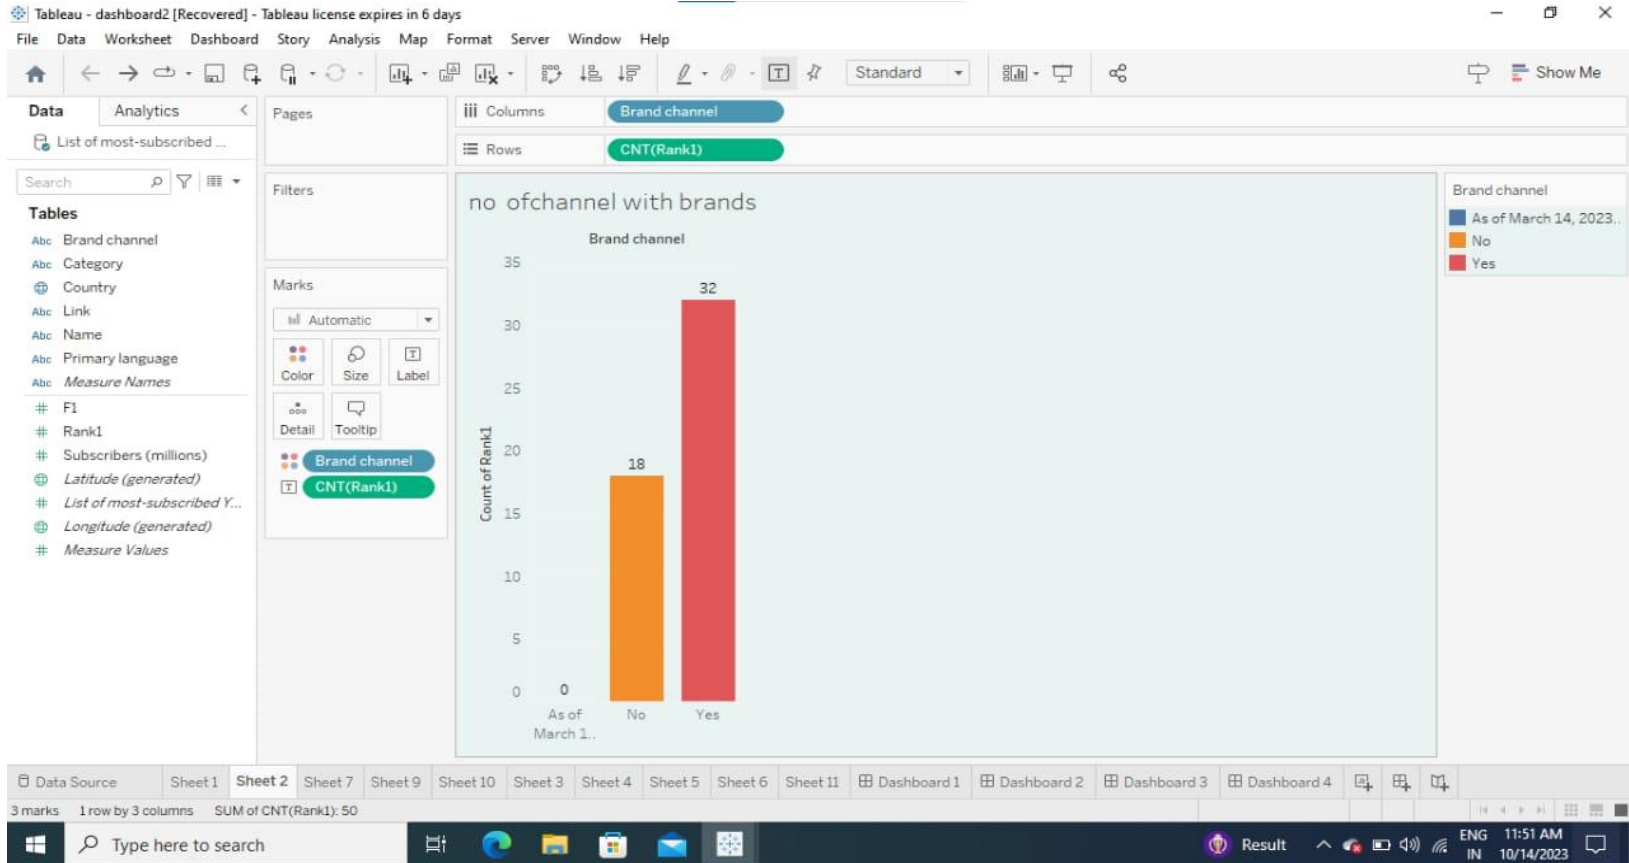 Tableau - dashboard2 [Recovered] - Tableau license expires in 6 days
File Data Worksheet Dashboard Story Analysis Map Format Server Window Help
Standard
Show Me
Data Analytics
List of most-subscribed ...
Search
Tables
Abc Brand channel
Abc Category
Country
Abc Link
Abc Name
Abc Primary language
Abc Measure Names
# F1
# Rank1
# Subscribers (millions)
Latitude (generated)
# List of most-subscribed Y...
Longitude (generated)
# Measure Values
Pages
Filters
Marks
Automatic
Color Size Label
Detail Tooltip
Brand channel
CNT(Rank1)
Columns Brand channel
Rows CNT(Rank1)
no ofchannel with brands
Brand channel
35
30
25
20
15
10
5
0
Count of Rank1
0
18
32
As of March 1..
No
Yes
Brand channel
As of March 14, 2023..
No
Yes
Data Source Sheet 1 Sheet 2 Sheet 7 Sheet 9 Sheet 10 Sheet 3 Sheet 4 Sheet 5 Sheet 6 Sheet 11 Dashboard 1 Dashboard 2 Dashboard 3 Dashboard 4
3 marks 1 row by 3 columns SUM of CNT(Rank1): 50
Type here to search
Result
ENG
IN
11:51 AM
10/14/2023